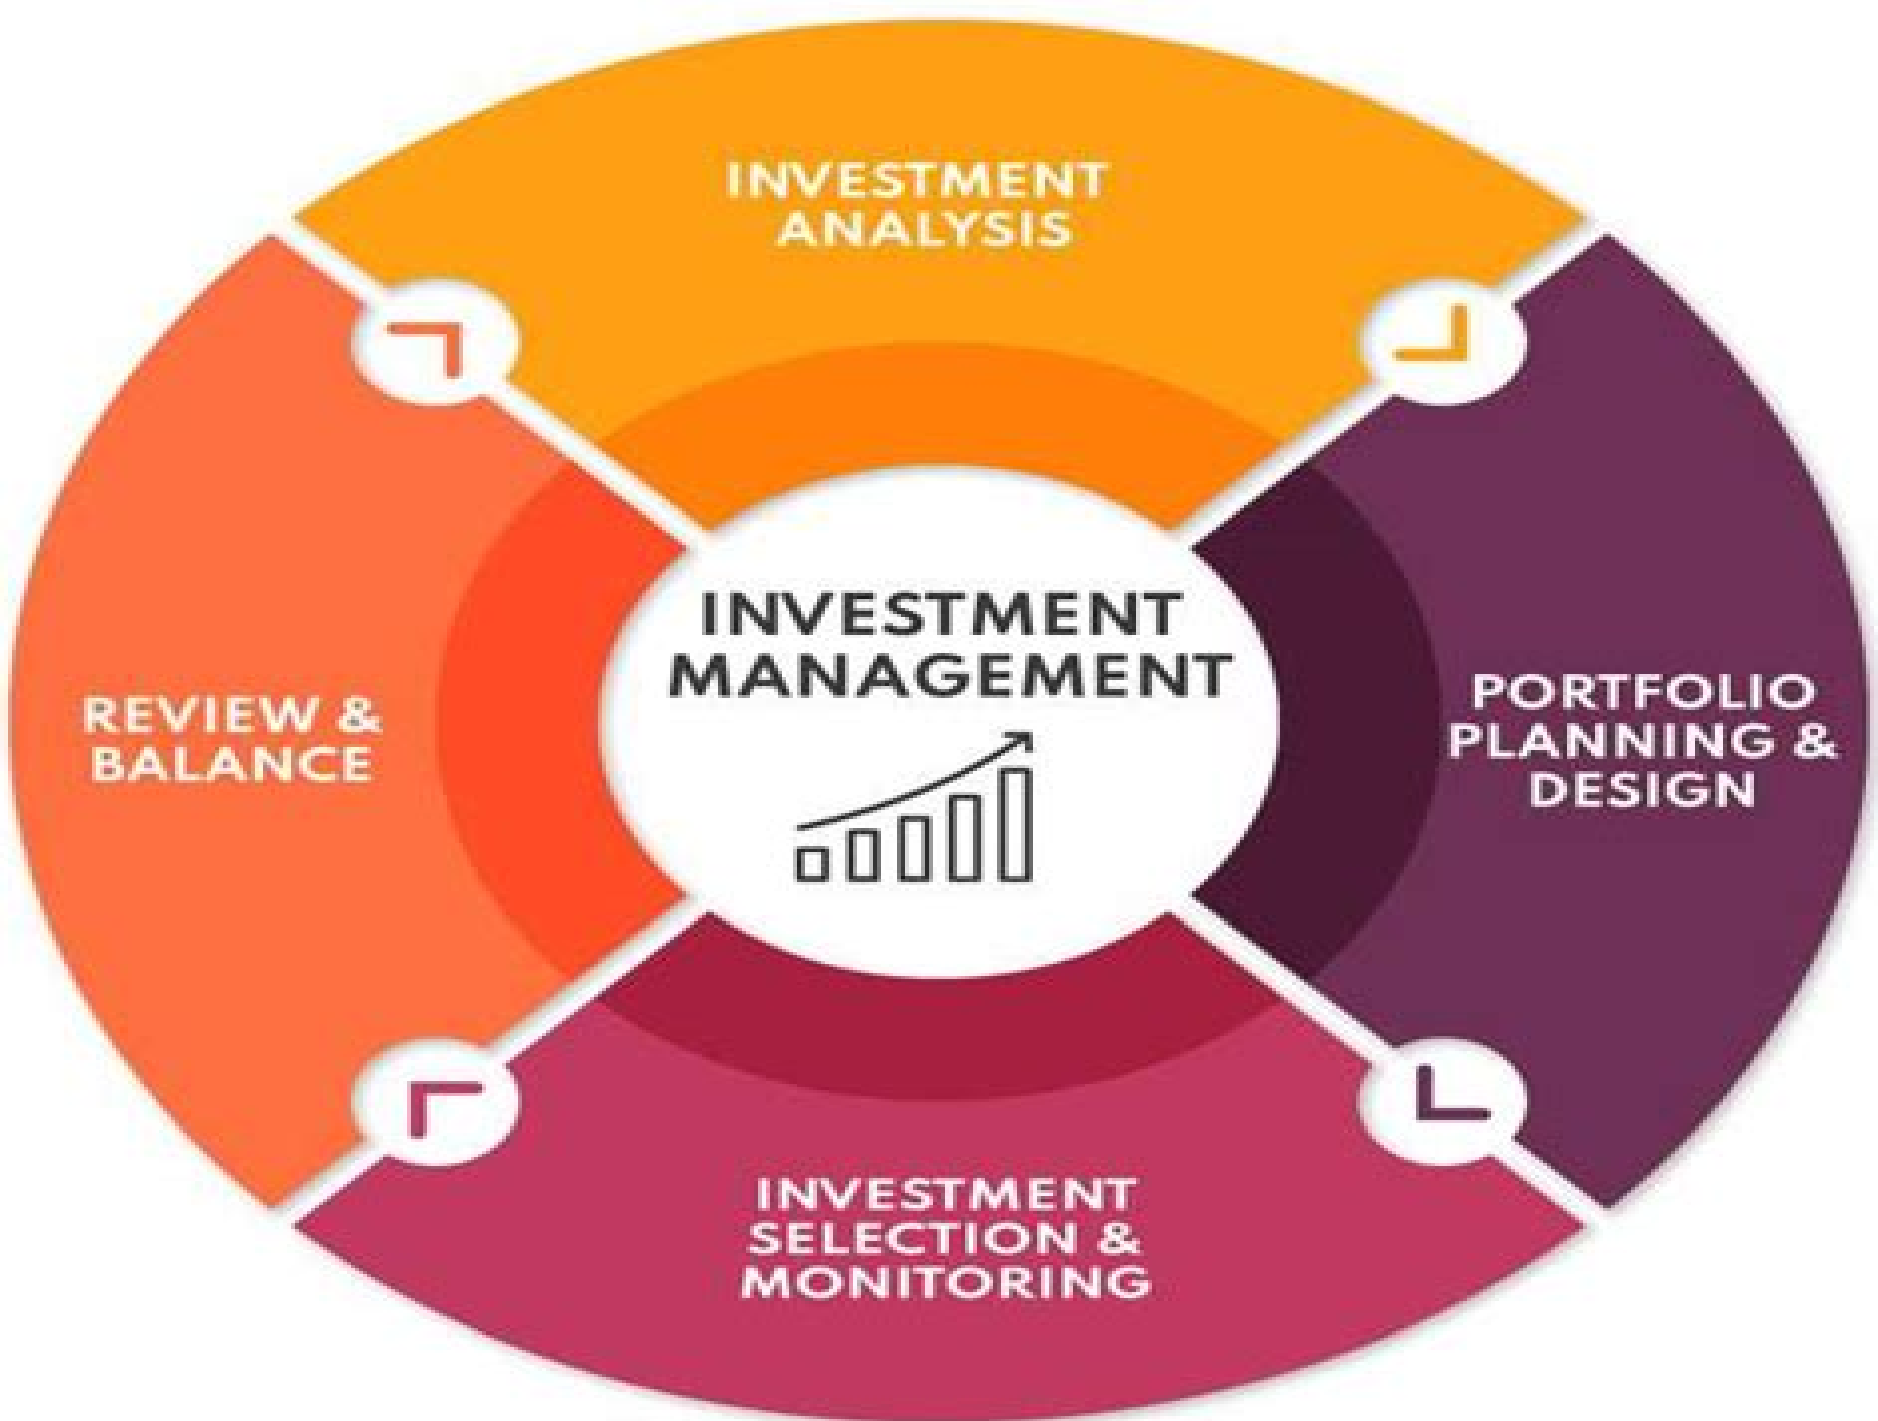 INVESTMENT
ANALYSIS
PORTFOLIO
PLANNING &
DESIGN
INVESTMENT
SELECTION &
MONITORING
REVIEW &
BALANCE
INVESTMENT
MANAGEMENT